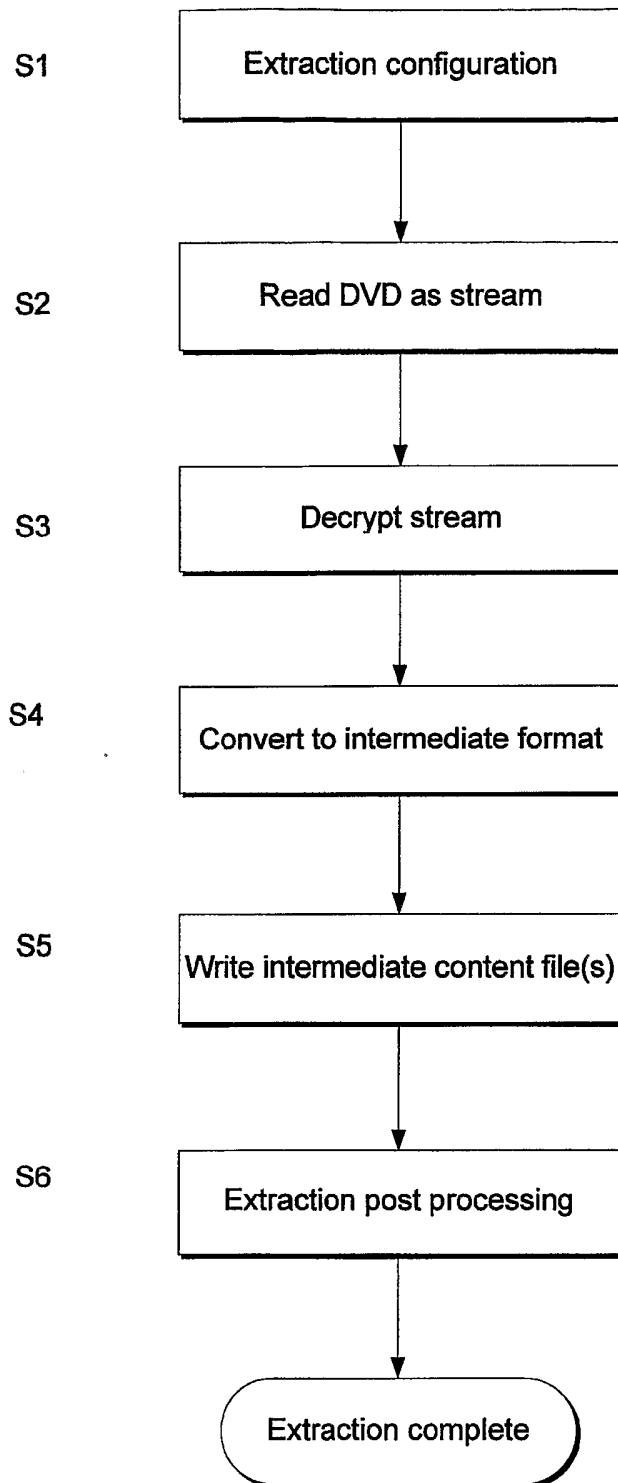 S1 Extraction configuration
S2 Read DVD as stream
S3 Decrypt stream
S4 Convert to intermediate format
S5 Write intermediate content file(s)
S6 Extraction post processing
Extraction complete